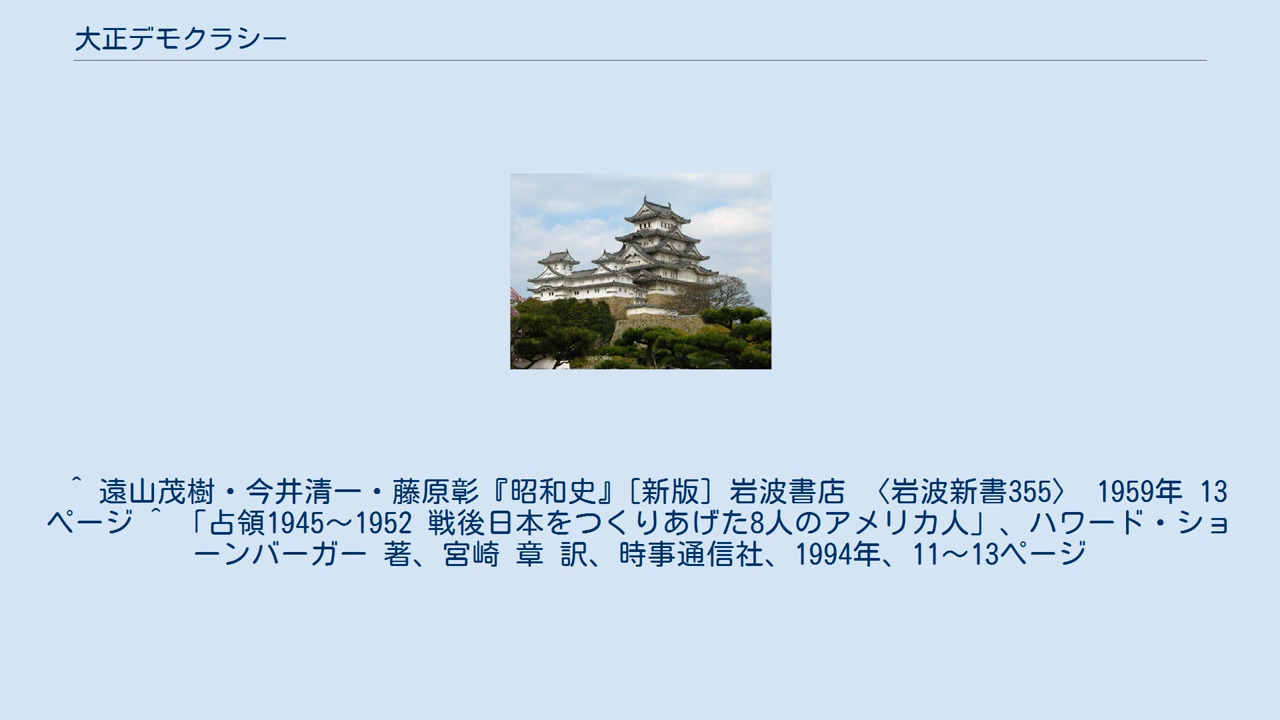 大正デモクラシー
^ 遠山茂樹・今井清一・藤原彰『昭和史』［新版］岩波書店 〈岩波新書355〉 1959年 13
ページ ^ 「占領1945～1952 戦後日本をつくりあげた8人のアメリカ人」、ハワード・ショ
ーンバーガー 著、宮崎 章 訳、時事通信社、1994年、11～13ページ